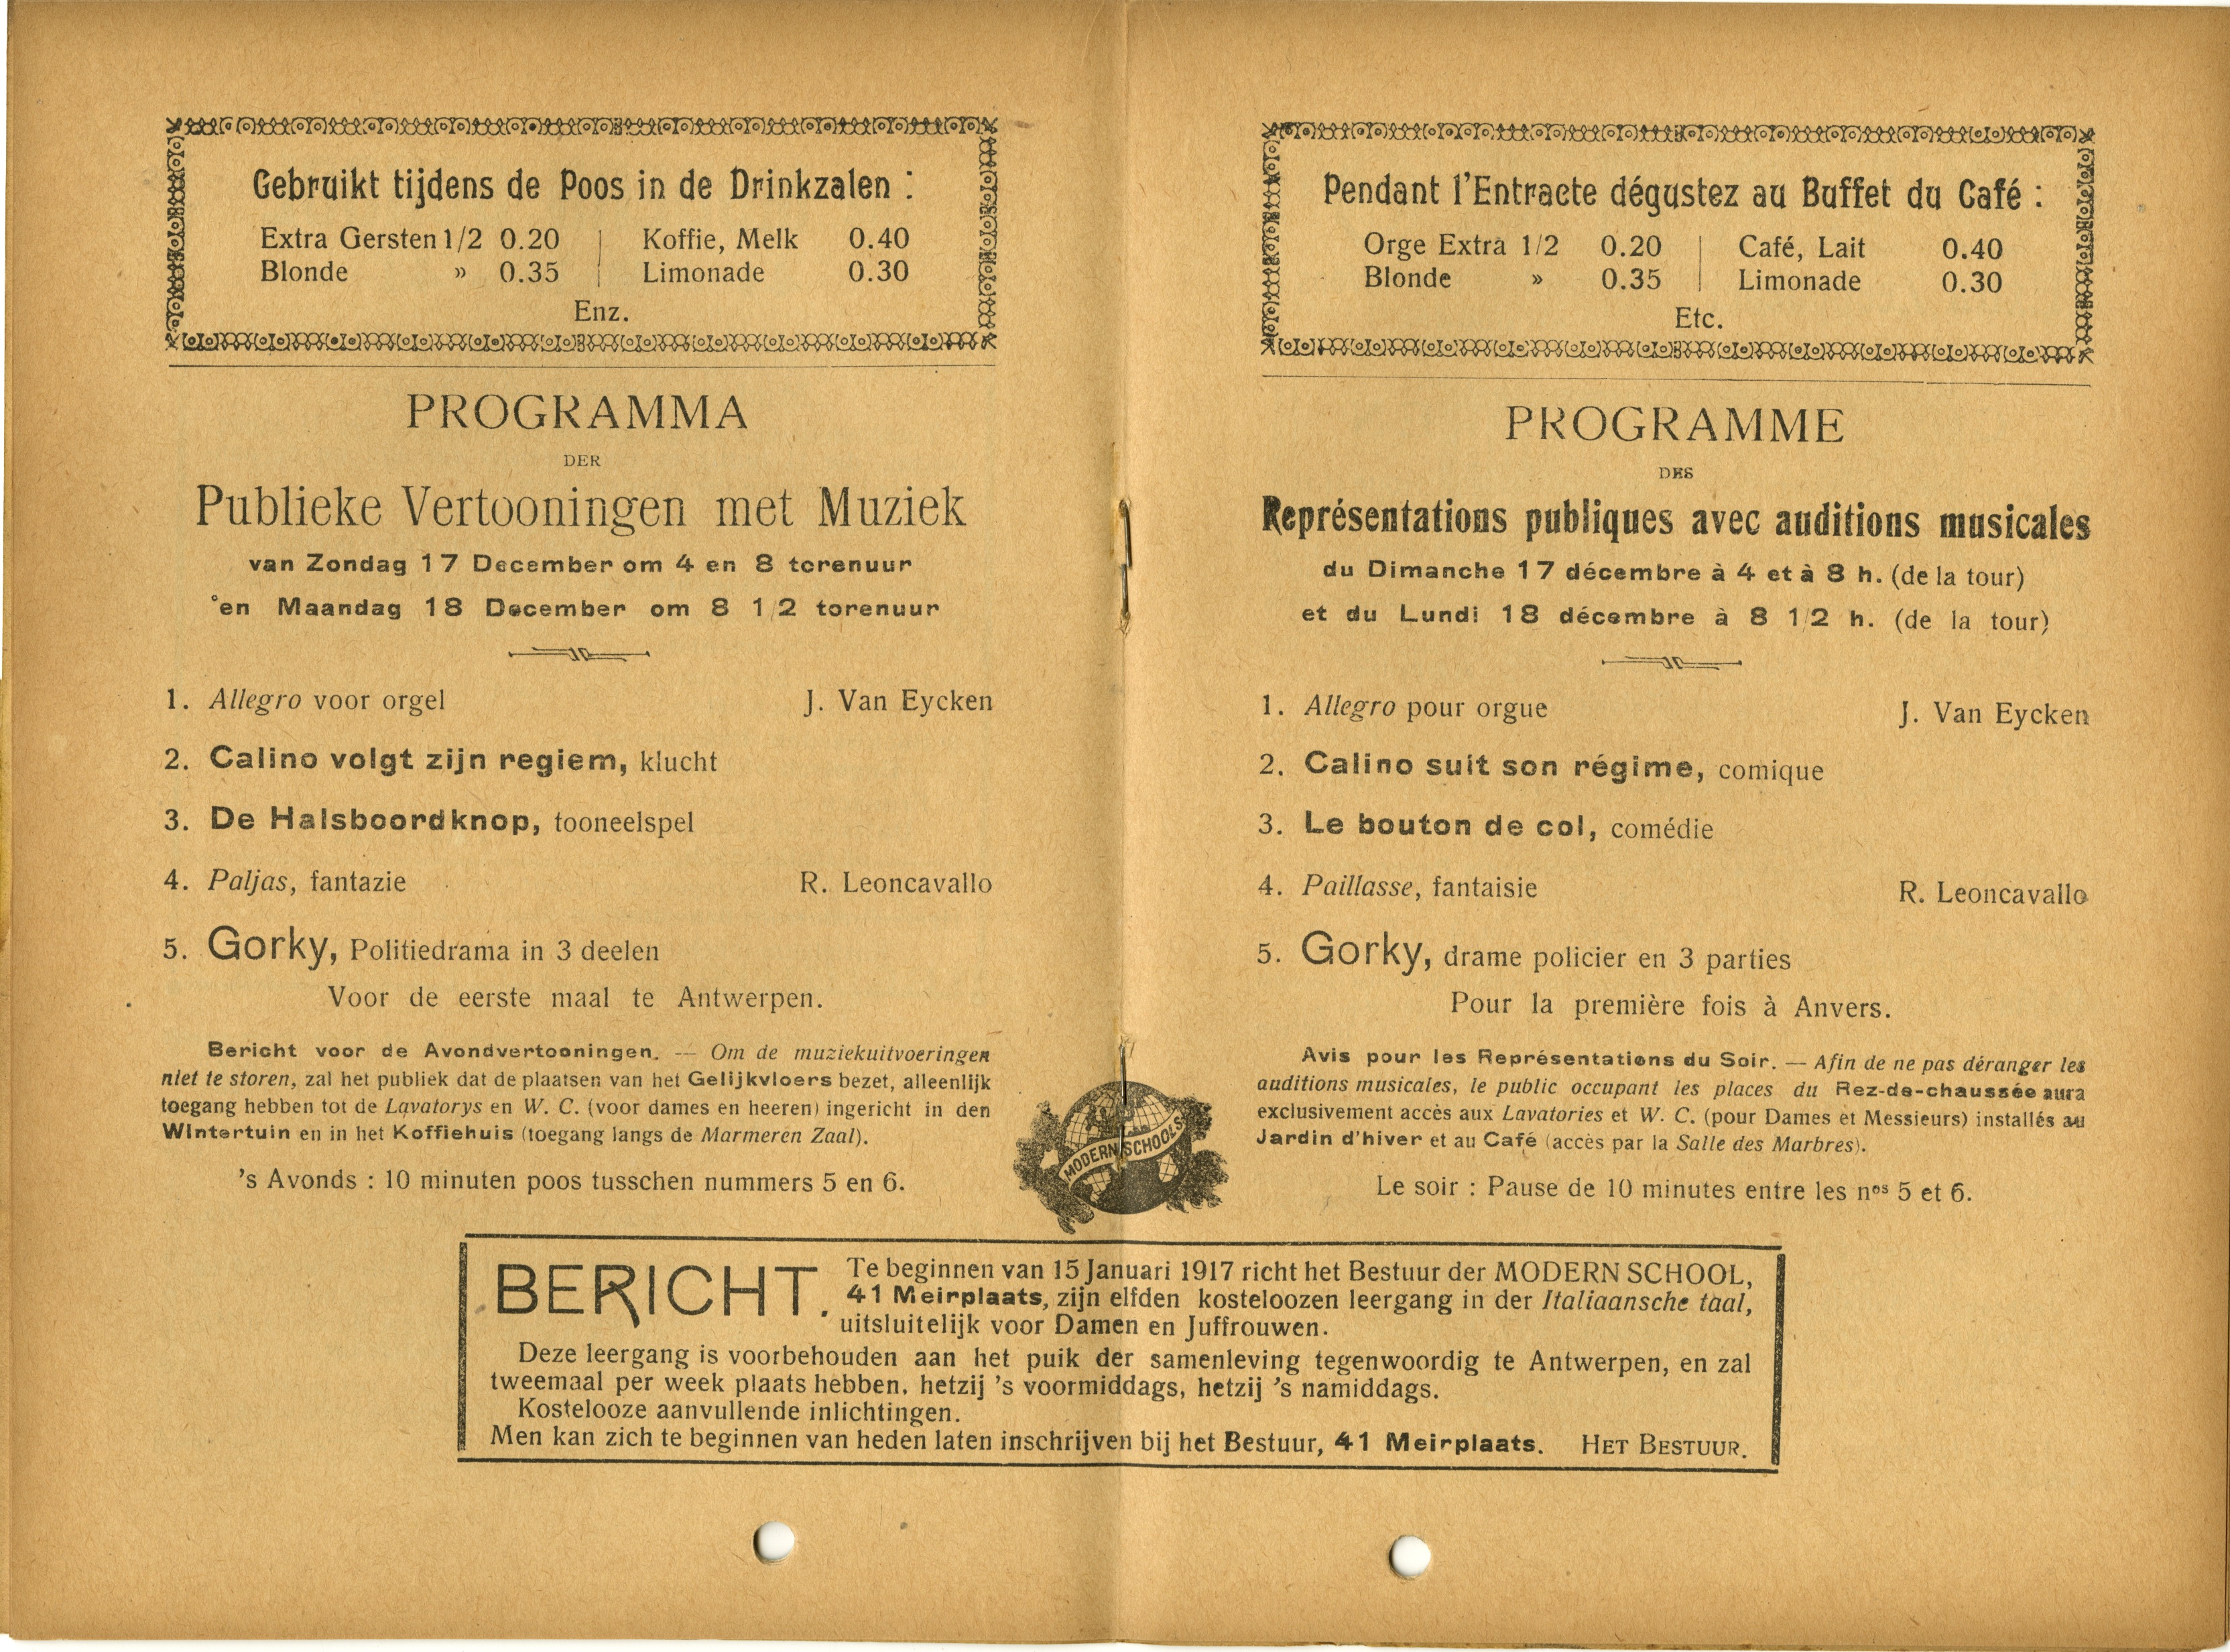 Gebruikt tijdens de Poos in de Drinkzalen :
Extra Gersten 1/2 0.20 | Koffie, Melk 0.40
Blonde » 0.35 | Limonade 0.30
Enz.
PROGRAMMA
DER
Publieke Vertooningen met Muziek
van Zondag 17 December om 4 en 8 torenuur
en Maandag 18 December om 8 1/2 torenuur
1. Allegro voor orgel J. Van Eycken
2. Calino volgt zijn regiem, klucht
3. De Halsboordknop, tooneelspel
4. Paljas, fantazie R. Leoncavallo
5. Gorky, Politiedrama in 3 deelen
Voor de eerste maal te Antwerpen.
Bericht voor de Avondvertooningen. — Om de muziekuitvoeringen
niet te storen, zal het publiek dat de plaatsen van het Gelijkvloers bezet, alleenlijk
toegang hebben tot de Lavatorys en W. C. (voor dames en heeren) ingericht in den
Wintertuin en in het Koffiehuis (toegang langs de Marmeren Zaal).
's Avonds : 10 minuten poos tusschen nummers 5 en 6.
Pendant l'Entracte dégustez au Buffet du Café :
Orge Extra 1/2 0.20 | Café, Lait 0.40
Blonde » 0.35 | Limonade 0.30
Etc.
PROGRAMME
DES
Représentations publiques avec auditions musicales
du Dimanche 17 décembre à 4 et à 8 h. (de la tour)
et du Lundi 18 décembre à 8 1/2 h. (de la tour)
1. Allegro pour orgue J. Van Eycken
2. Calino suit son régime, comique
3. Le bouton de col, comédie
4. Paillasse, fantaisie R. Leoncavallo
5. Gorky, drame policier en 3 parties
Pour la première fois à Anvers.
Avis pour les Représentations du Soir. — Afin de ne pas déranger les
auditions musicales, le public occupant les places du Rez-de-chaussée aura
exclusivement accès aux Lavatories et W. C. (pour Dames et Messieurs) installés au
Jardin d'hiver et au Café (accès par la Salle des Marbres).
Le soir : Pause de 10 minutes entre les nos 5 et 6.
MODERN SCHOOLS
BERICHT.
Te beginnen van 15 Januari 1917 richt het Bestuur der MODERN SCHOOL,
41 Meirplaats, zijn elfden kosteloozen leergang in der Italiaansche taal,
uitsluitelijk voor Damen en Juffrouwen.
Deze leergang is voorbehouden aan het puik der samenleving tegenwoordig te Antwerpen, en zal
tweemaal per week plaats hebben, hetzij 's voormiddags, hetzij 's namiddags.
Kostelooze aanvullende inlichtingen.
Men kan zich te beginnen van heden laten inschrijven bij het Bestuur, 41 Meirplaats. HET BESTUUR.